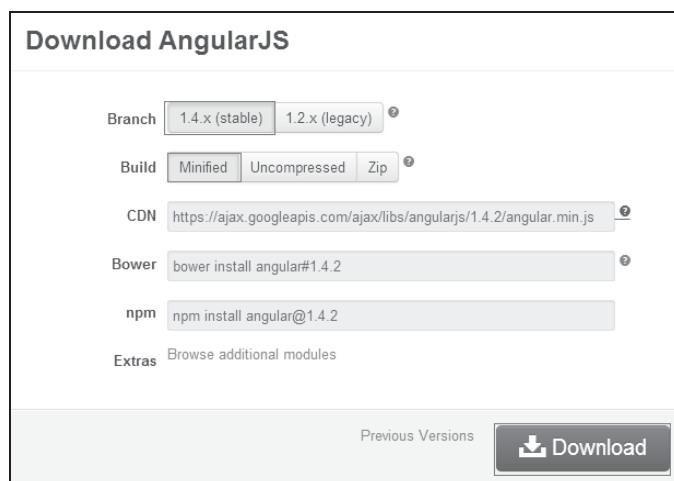 Download AngularJS
Branch 1.4.x (stable) 1.2.x (legacy) ?
Build Minified Uncompressed Zip ?
CDN https://ajax.googleapis.com/ajax/libs/angularjs/1.4.2/angular.min.js ?
Bower bower install angular#1.4.2 ?
npm npm install angular@1.4.2
Extras Browse additional modules
Previous Versions Download